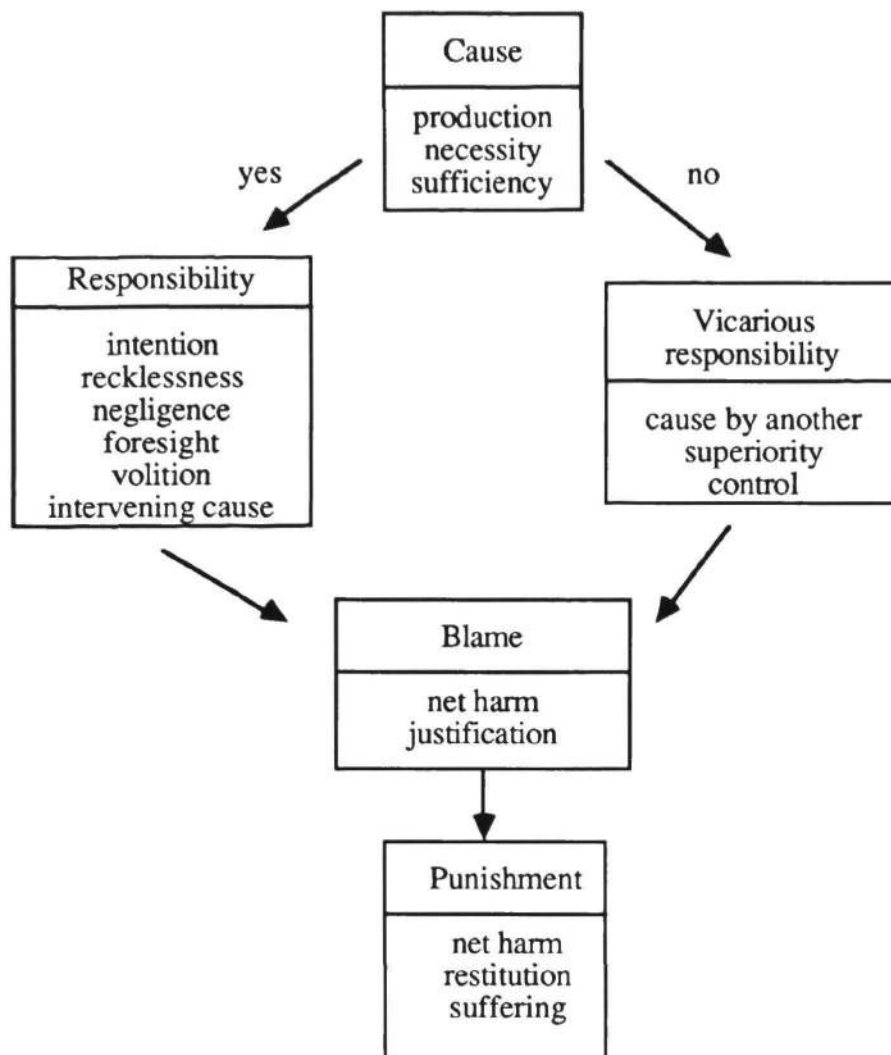 Cause
production
necessity
sufficiency
yes
no
Responsibility
intention
recklessness
negligence
foresight
volition
intervening cause
Vicarious
responsibility
cause by another
superiority
control
Blame
net harm
justification
Punishment
net harm
restitution
suffering